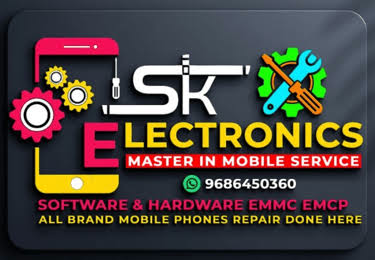 SK
ELECTRONICS
MASTER IN MOBILE SERVICE
9686450360
SOFTWARE & HARDWARE EMMC EMCP
ALL BRAND MOBILE PHONES REPAIR DONE HERE